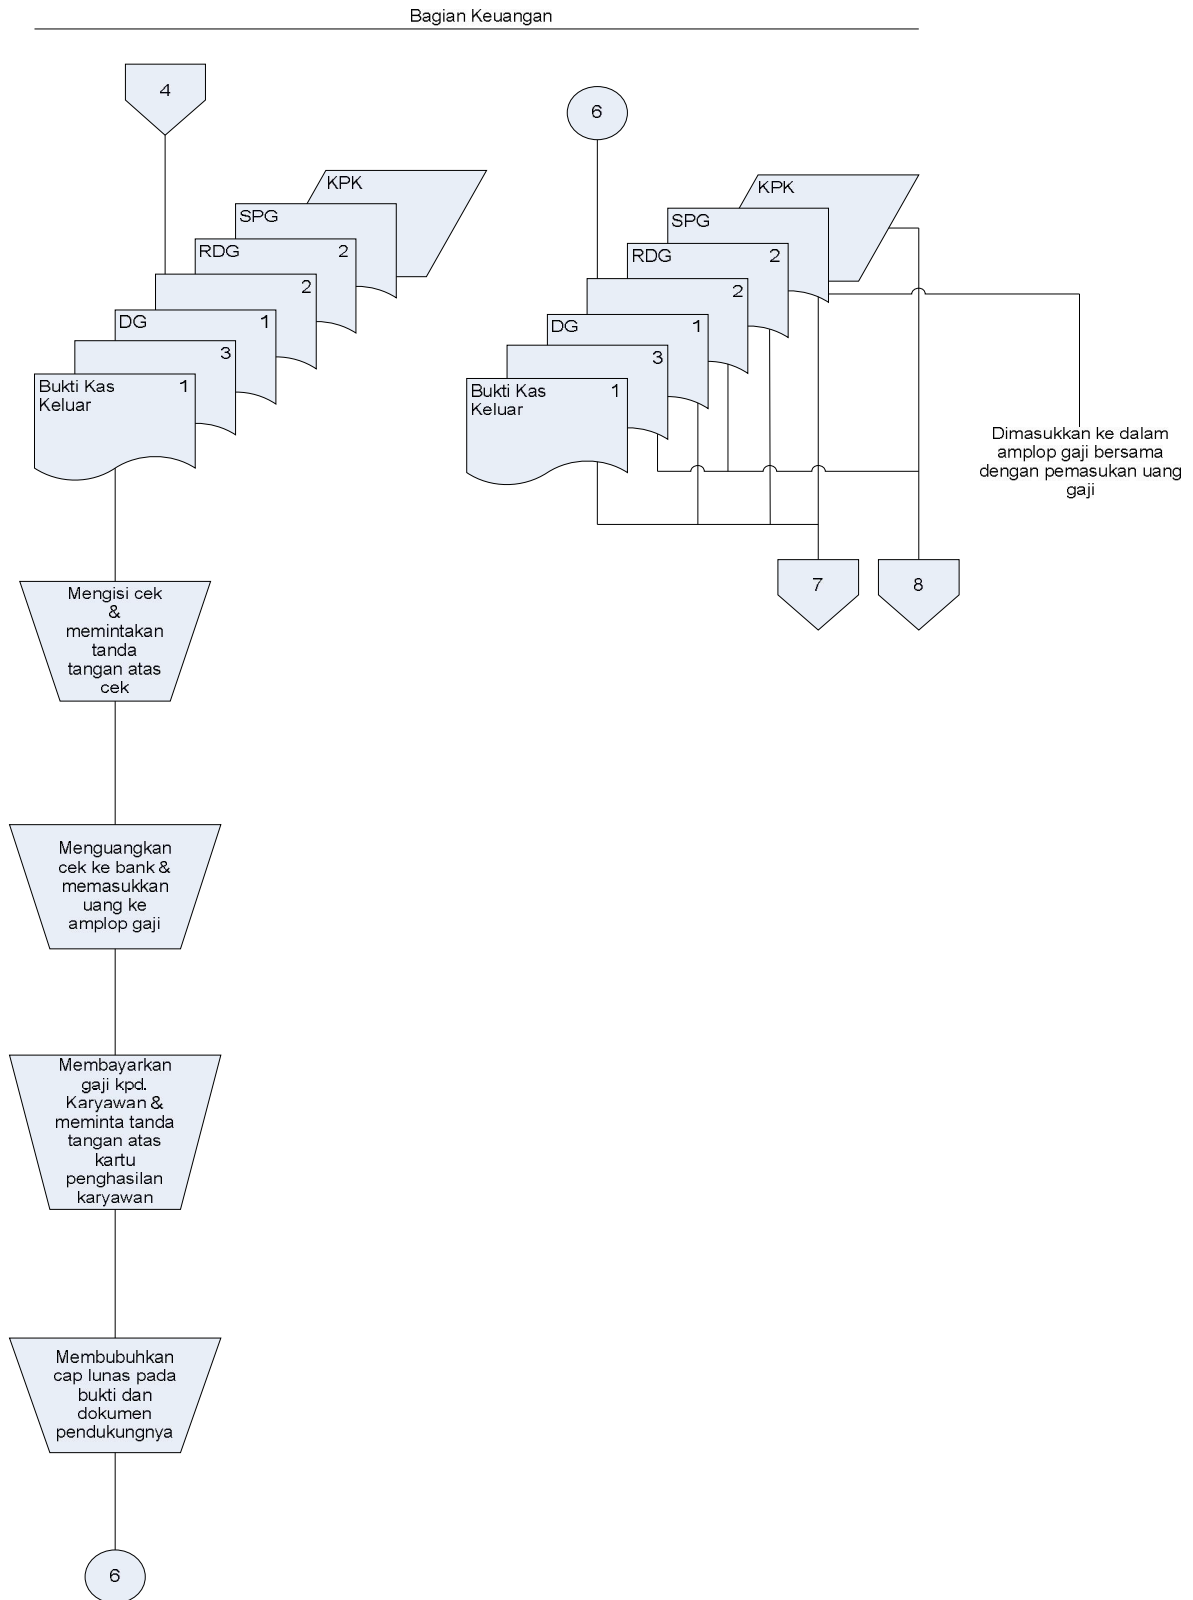 Bagian Keuangan
4
KPK
SPG
RDG 2
2
DG 1
3
Bukti Kas 1
Keluar
Mengisi cek
&
memintakan
tanda
tangan atas
cek
Menguangkan
cek ke bank &
memasukkan
uang ke
amplop gaji
Membayarkan
gaji kpd.
Karyawan &
meminta tanda
tangan atas
kartu
penghasilan
karyawan
Membubuhkan
cap lunas pada
bukti dan
dokumen
pendukungnya
6
6
KPK
SPG
RDG 2
2
DG 1
3
Bukti Kas 1
Keluar
Dimasukkan ke dalam
amplop gaji bersama
dengan pemasukan uang
gaji
7
8